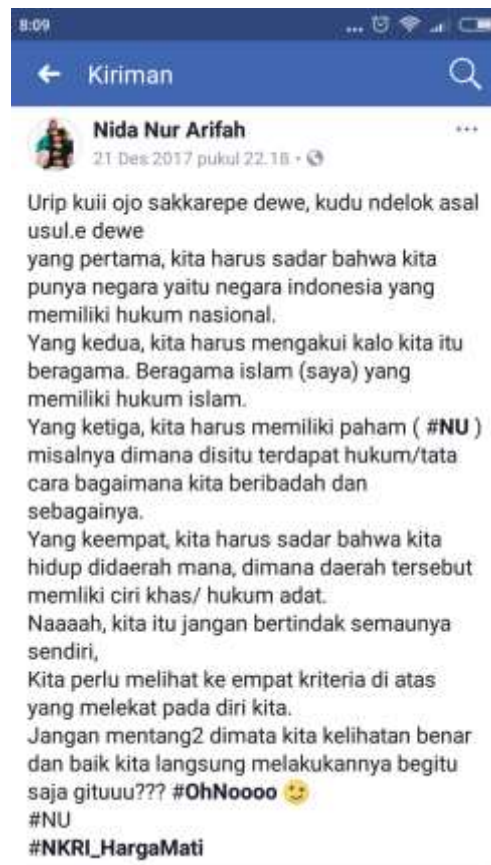 8:09
...
Kiriman
Nida Nur Arifah
21 Des 2017 pukul 22.18 •
Urip kuii ojo sakkarepe dewe, kudu ndelok asal
usul.e dewe
yang pertama, kita harus sadar bahwa kita
punya negara yaitu negara indonesia yang
memiliki hukum nasional.
Yang kedua, kita harus mengakui kalo kita itu
beragama. Beragama islam (saya) yang
memiliki hukum islam.
Yang ketiga, kita harus memiliki paham ( #NU )
misalnya dimana disitu terdapat hukum/tata
cara bagaimana kita beribadah dan
sebagainya.
Yang keempat, kita harus sadar bahwa kita
hidup didaerah mana, dimana daerah tersebut
memliki ciri khas/ hukum adat.
Naaaah, kita itu jangan bertindak semaunya
sendiri,
Kita perlu melihat ke empat kriteria di atas
yang melekat pada diri kita.
Jangan mentang2 dimata kita kelihatan benar
dan baik kita langsung melakukannya begitu
saja gituuu??? #OhNoooo 🙂
#NU
#NKRI_HargaMati